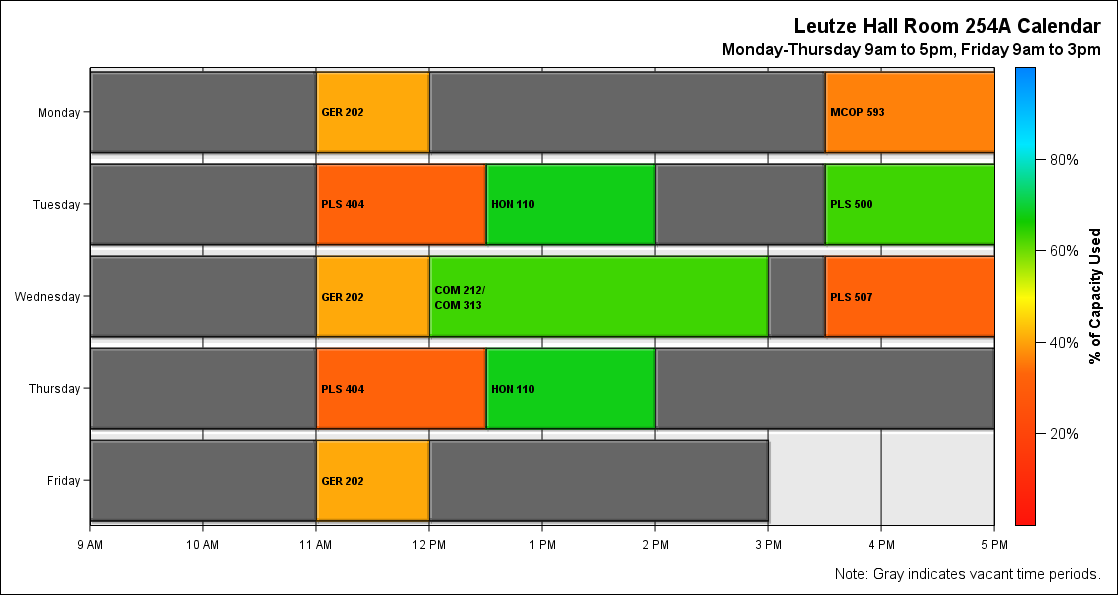 Leutze Hall Room 254A Calendar
Monday-Thursday 9am to 5pm, Friday 9am to 3pm
Monday
GER 202
MCOP 593
Tuesday
PLS 404
HON 110
PLS 500
Wednesday
GER 202
COM 212/
COM 313
PLS 507
Thursday
PLS 404
HON 110
Friday
GER 202
9 AM
10 AM
11 AM
12 PM
1 PM
2 PM
3 PM
4 PM
5 PM
80%
60%
40%
20%
% of Capacity Used
Note: Gray indicates vacant time periods.